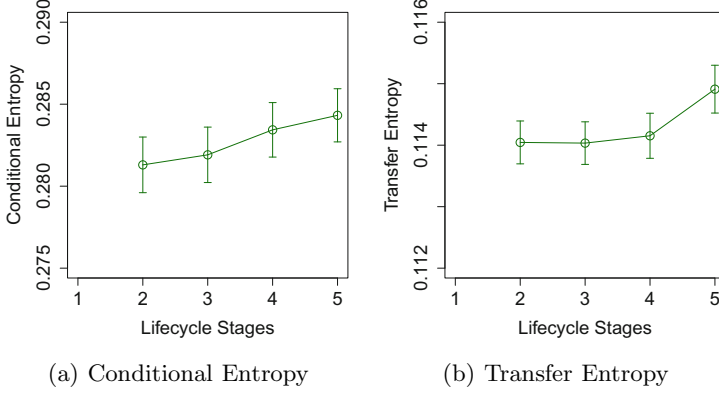 0.290
0.285
0.280
0.275
Conditional Entropy
1 2 3 4 5
Lifecycle Stages
(a) Conditional Entropy
0.116
0.114
0.112
Transfer Entropy
1 2 3 4 5
Lifecycle Stages
(b) Transfer Entropy